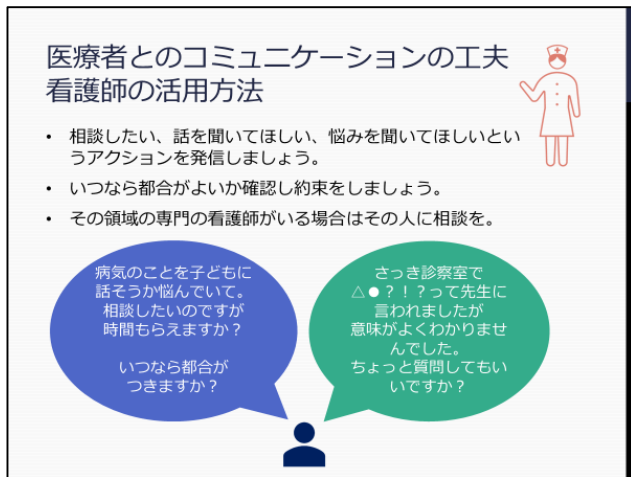 医療者とのコミュニケーションの工夫
看護師の活用方法
• 相談したい、話を聞いてほしい、悩みを聞いてほしいとい
うアクションを発信しましょう。
• いつなら都合がよいか確認し約束をしましょう。
• その領域の専門の看護師がいる場合はその人に相談を。
病気のことを子どもに
話そうか悩んでいて。
相談したいのですが
時間もらえますか？
いつなら都合が
つきますか？
さっき診察室で
△●？！？って先生に
言われましたが
意味がよくわかりませ
んでした。
ちょっと質問してもい
いですか？